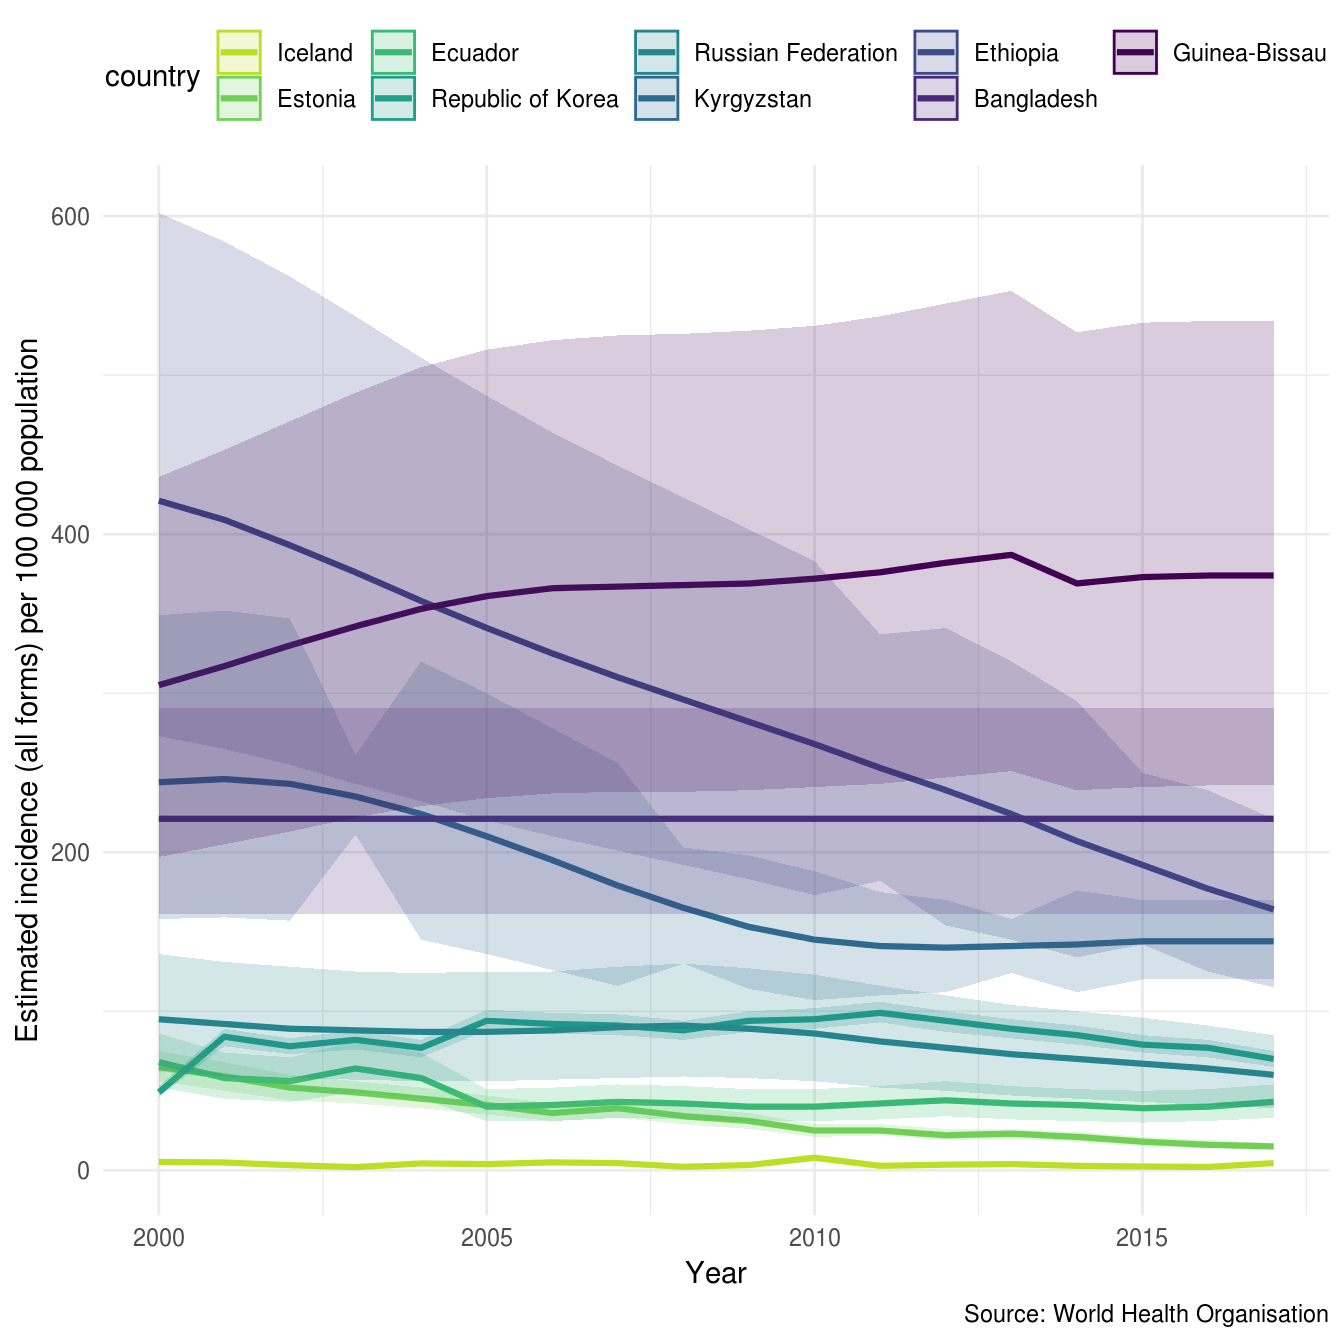 country
Iceland
Ecuador
Russian Federation
Ethiopia
Guinea-Bissau
Estonia
Republic of Korea
Kyrgyzstan
Bangladesh
Estimated incidence (all forms) per 100 000 population
600
400
200
0
2000
2005
2010
2015
Year
Source: World Health Organisation